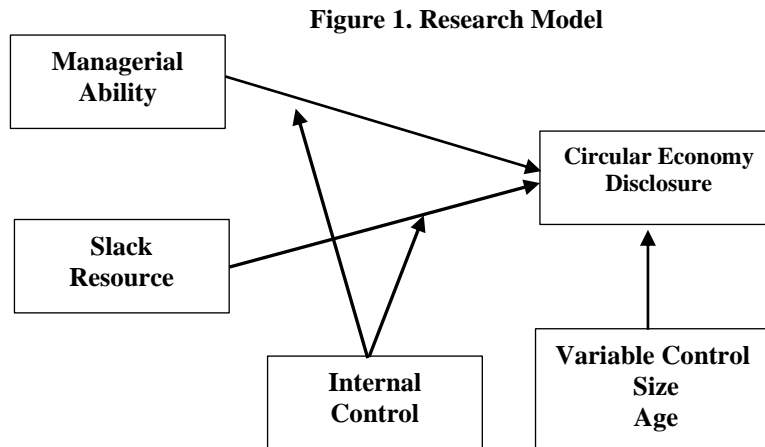 Figure 1. Research Model
Managerial
Ability
Circular Economy
Disclosure
Slack
Resource
Internal
Control
Variable Control
Size
Age